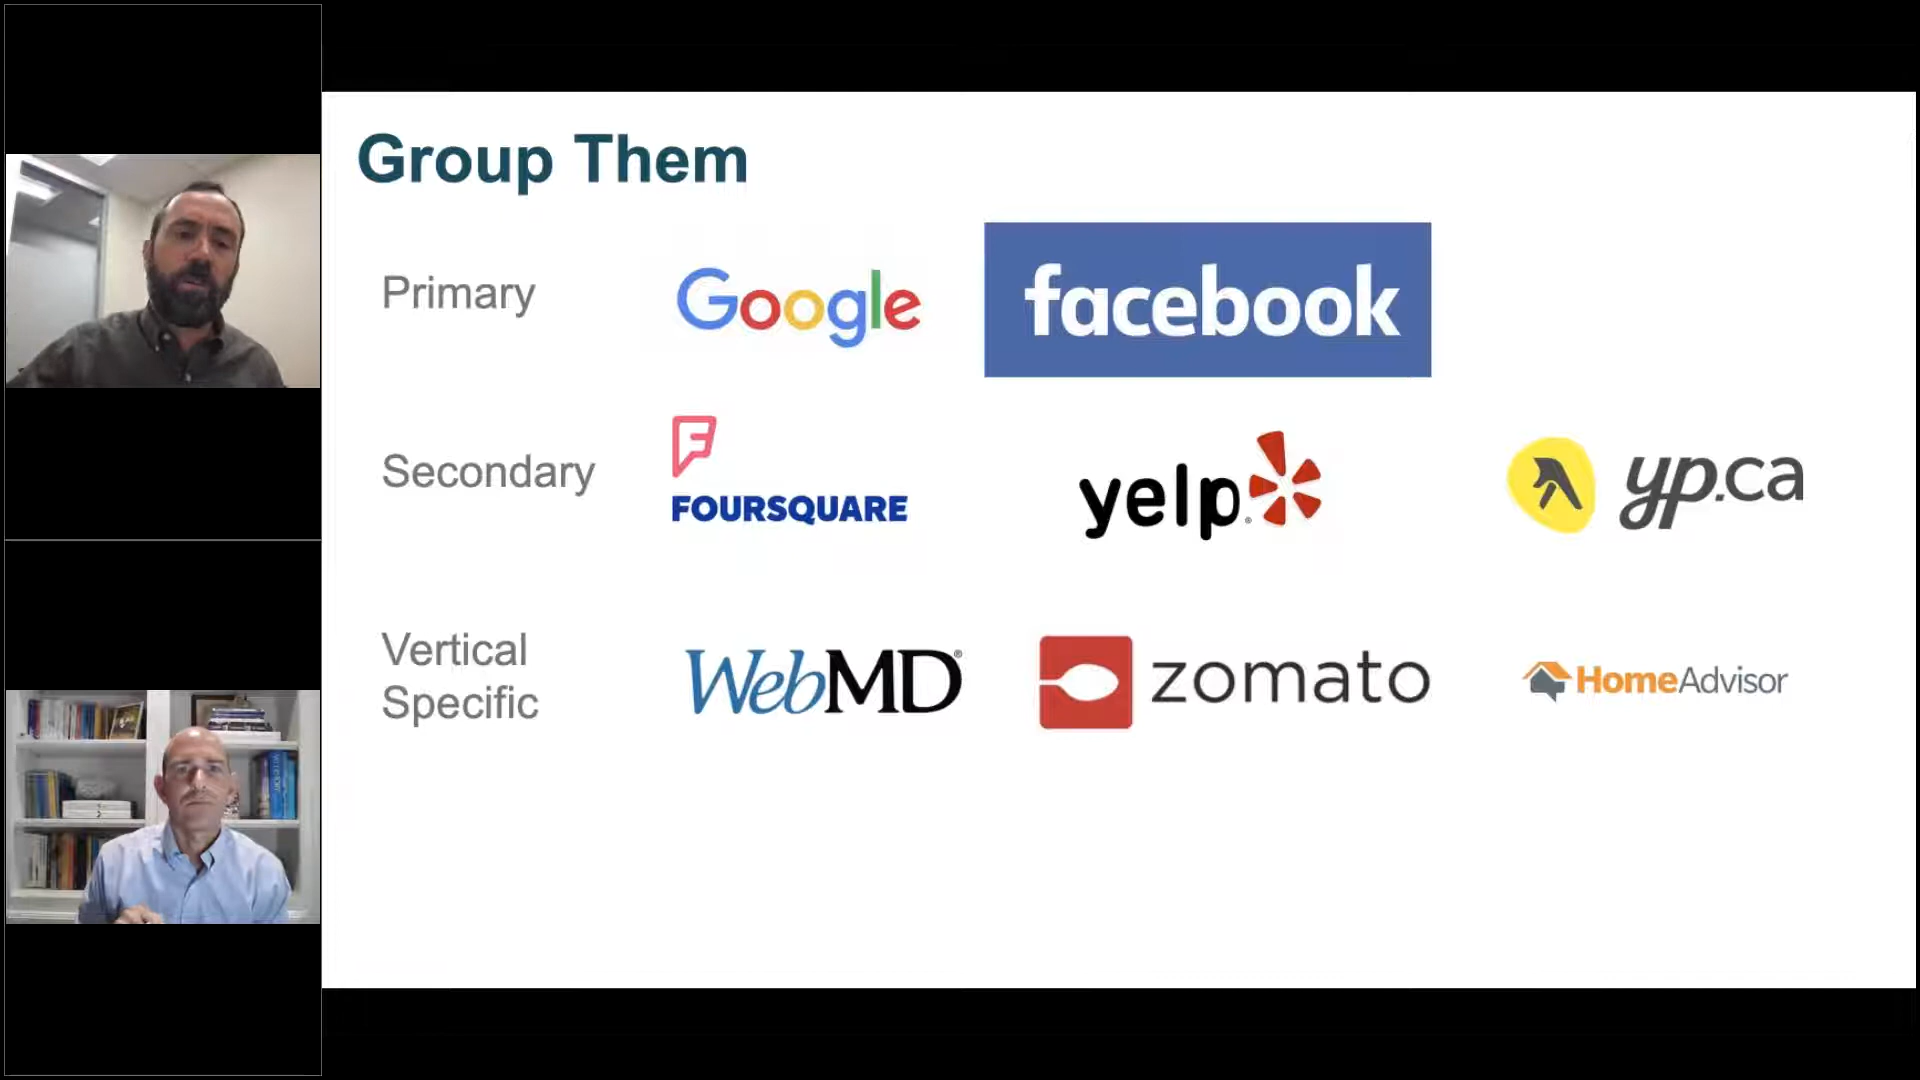 Group Them
Primary
Google
facebook
Secondary
FOURSQUARE
yelp
yp.ca
Vertical
Specific
WebMD
zomato
HomeAdvisor